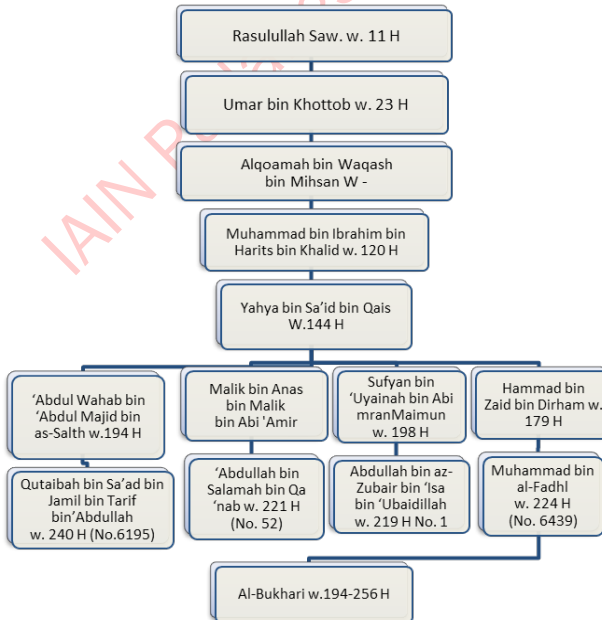 Rasulullah Saw. w. 11 H
Umar bin Khottob w. 23 H
Alqoamah bin Waqash
bin Mihsan W -
Muhammad bin Ibrahim bin
Harits bin Khalid w. 120 H
Yahya bin Sa’id bin Qais
W.144 H
‘Abdul Wahab bin
‘Abdul Majid bin
as-Salth w.194 H
Malik bin Anas
bin Malik
bin Abi 'Amir
Sufyan bin
‘Uyainah bin Abi
imranMaimun
w. 198 H
Hammad bin
Zaid bin Dirham w.
179 H
Qutaibah bin Sa’ad bin
Jamil bin Tarif
bin’Abdullah
w. 240 H (No.6195)
‘Abdullah bin
Salamah bin Qa
‘nab w. 221 H
(No. 52)
Abdullah bin az-
Zubair bin ‘Isa
bin ‘Ubaidillah
w. 219 H No. 1
Muhammad bin
al-Fadhl
w. 224 H
(No. 6439)
Al-Bukhari w.194-256 H
IAIN